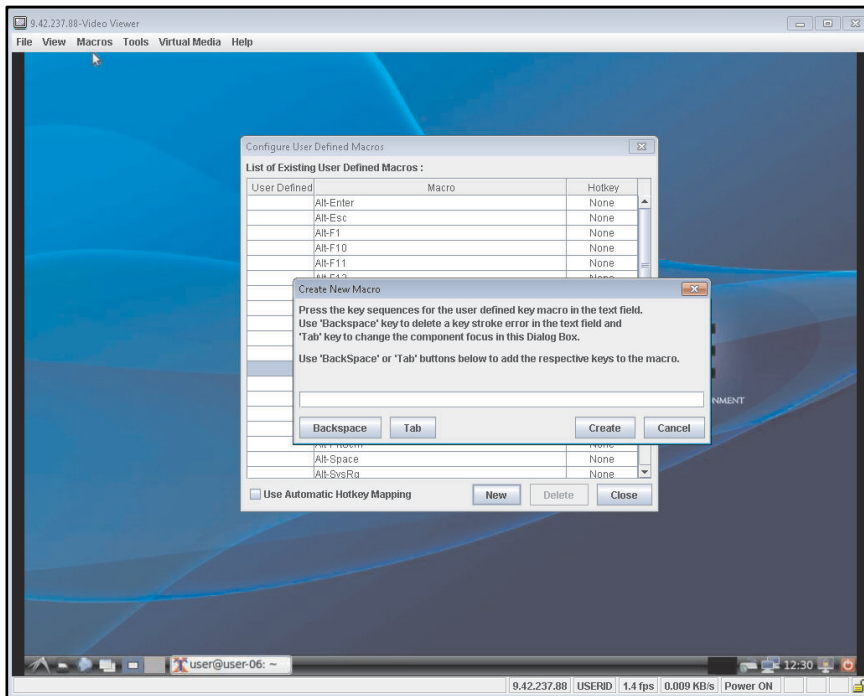 9.42.237.88-Video Viewer
File View Macros Tools Virtual Media Help
Configure User Defined Macros
List of Existing User Defined Macros :
User Defined Macro Hotkey
Alt-Enter None
Alt-Esc None
Alt-F1 None
Alt-F10 None
Alt-F11 None
Alt-F12 None
Create New Macro
Press the key sequences for the user defined key macro in the text field.
Use 'Backspace' key to delete a key stroke error in the text field and
'Tab' key to change the component focus in this Dialog Box.
Use 'BackSpace' or 'Tab' buttons below to add the respective keys to the macro.
NMENT
Backspace Tab Create Cancel
Alt-PrtScrn None
Alt-Space None
Alt-SysRq None
Use Automatic Hotkey Mapping New Delete Close
user@user-06: ~ 12:30
9.42.237.88 USERID 1.4 fps 0.009 KB/s Power ON